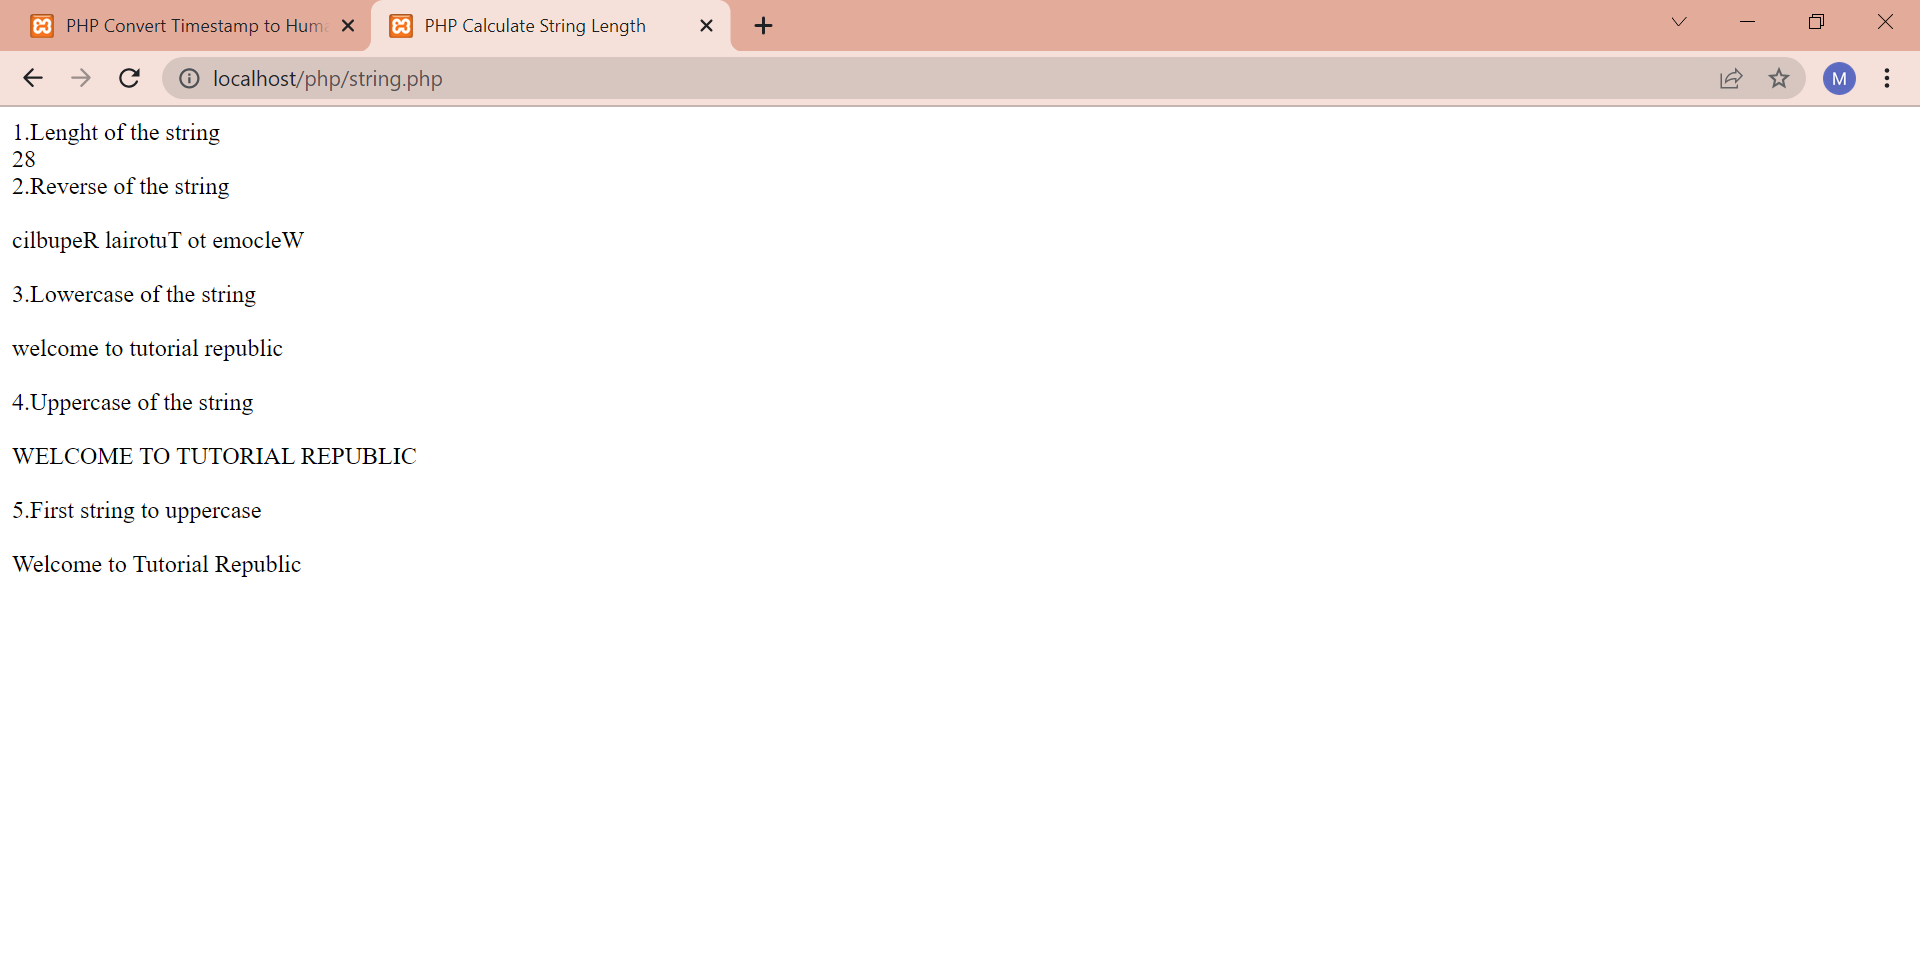 PHP Convert Timestamp to Huma
PHP Calculate String Length
localhost/php/string.php
M
1.Lenght of the string
28
2.Reverse of the string
cilbupeR lairotuT ot emocleW
3.Lowercase of the string
welcome to tutorial republic
4.Uppercase of the string
WELCOME TO TUTORIAL REPUBLIC
5.First string to uppercase
Welcome to Tutorial Republic